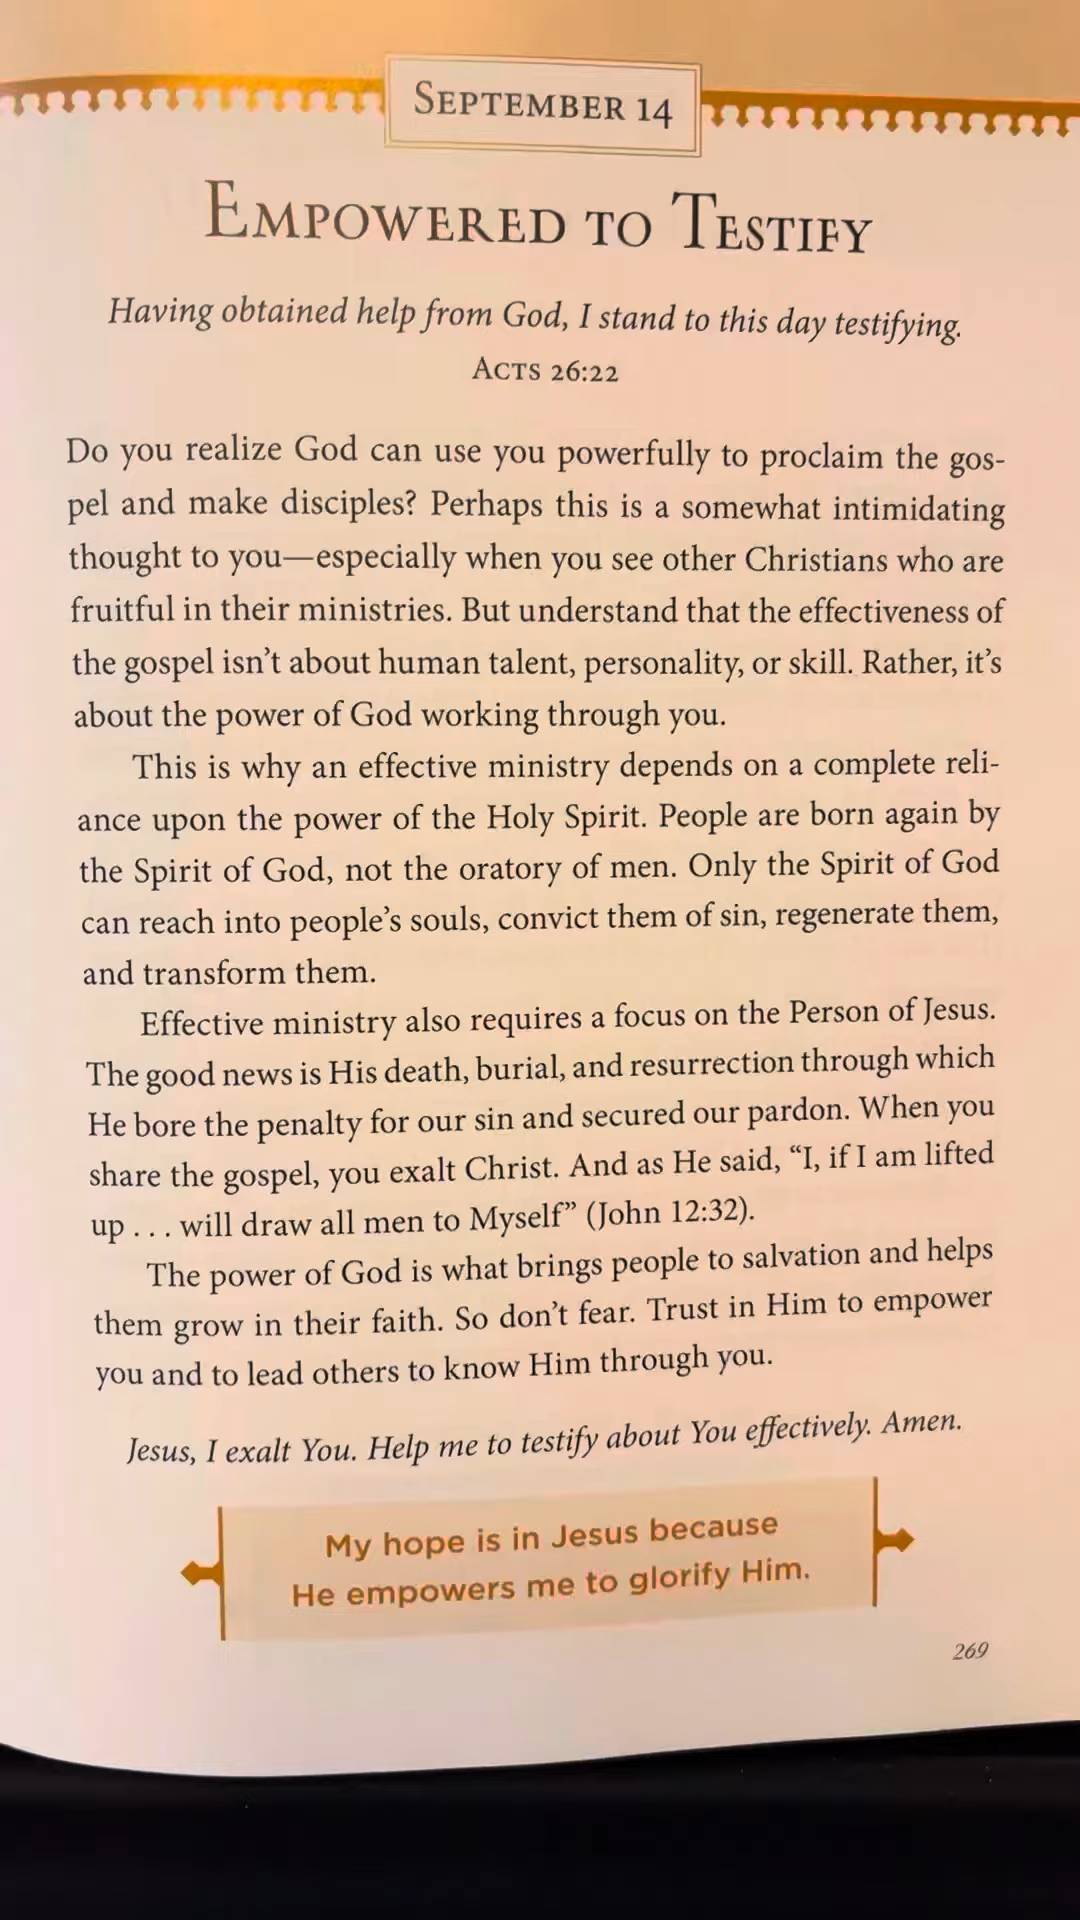 September 14
Empowered to Testify
Having obtained help from God, I stand to this day testifying.
Acts 26:22
Do you realize God can use you powerfully to proclaim the gos-
pel and make disciples? Perhaps this is a somewhat intimidating
thought to you—especially when you see other Christians who are
fruitful in their ministries. But understand that the effectiveness of
the gospel isn’t about human talent, personality, or skill. Rather, it’s
about the power of God working through you.
This is why an effective ministry depends on a complete reli-
ance upon the power of the Holy Spirit. People are born again by
the Spirit of God, not the oratory of men. Only the Spirit of God
can reach into people’s souls, convict them of sin, regenerate them,
and transform them.
Effective ministry also requires a focus on the Person of Jesus.
The good news is His death, burial, and resurrection through which
He bore the penalty for our sin and secured our pardon. When you
share the gospel, you exalt Christ. And as He said, “I, if I am lifted
up . . . will draw all men to Myself” (John 12:32).
The power of God is what brings people to salvation and helps
them grow in their faith. So don’t fear. Trust in Him to empower
you and to lead others to know Him through you.
Jesus, I exalt You. Help me to testify about You effectively. Amen.
My hope is in Jesus because
He empowers me to glorify Him.
269